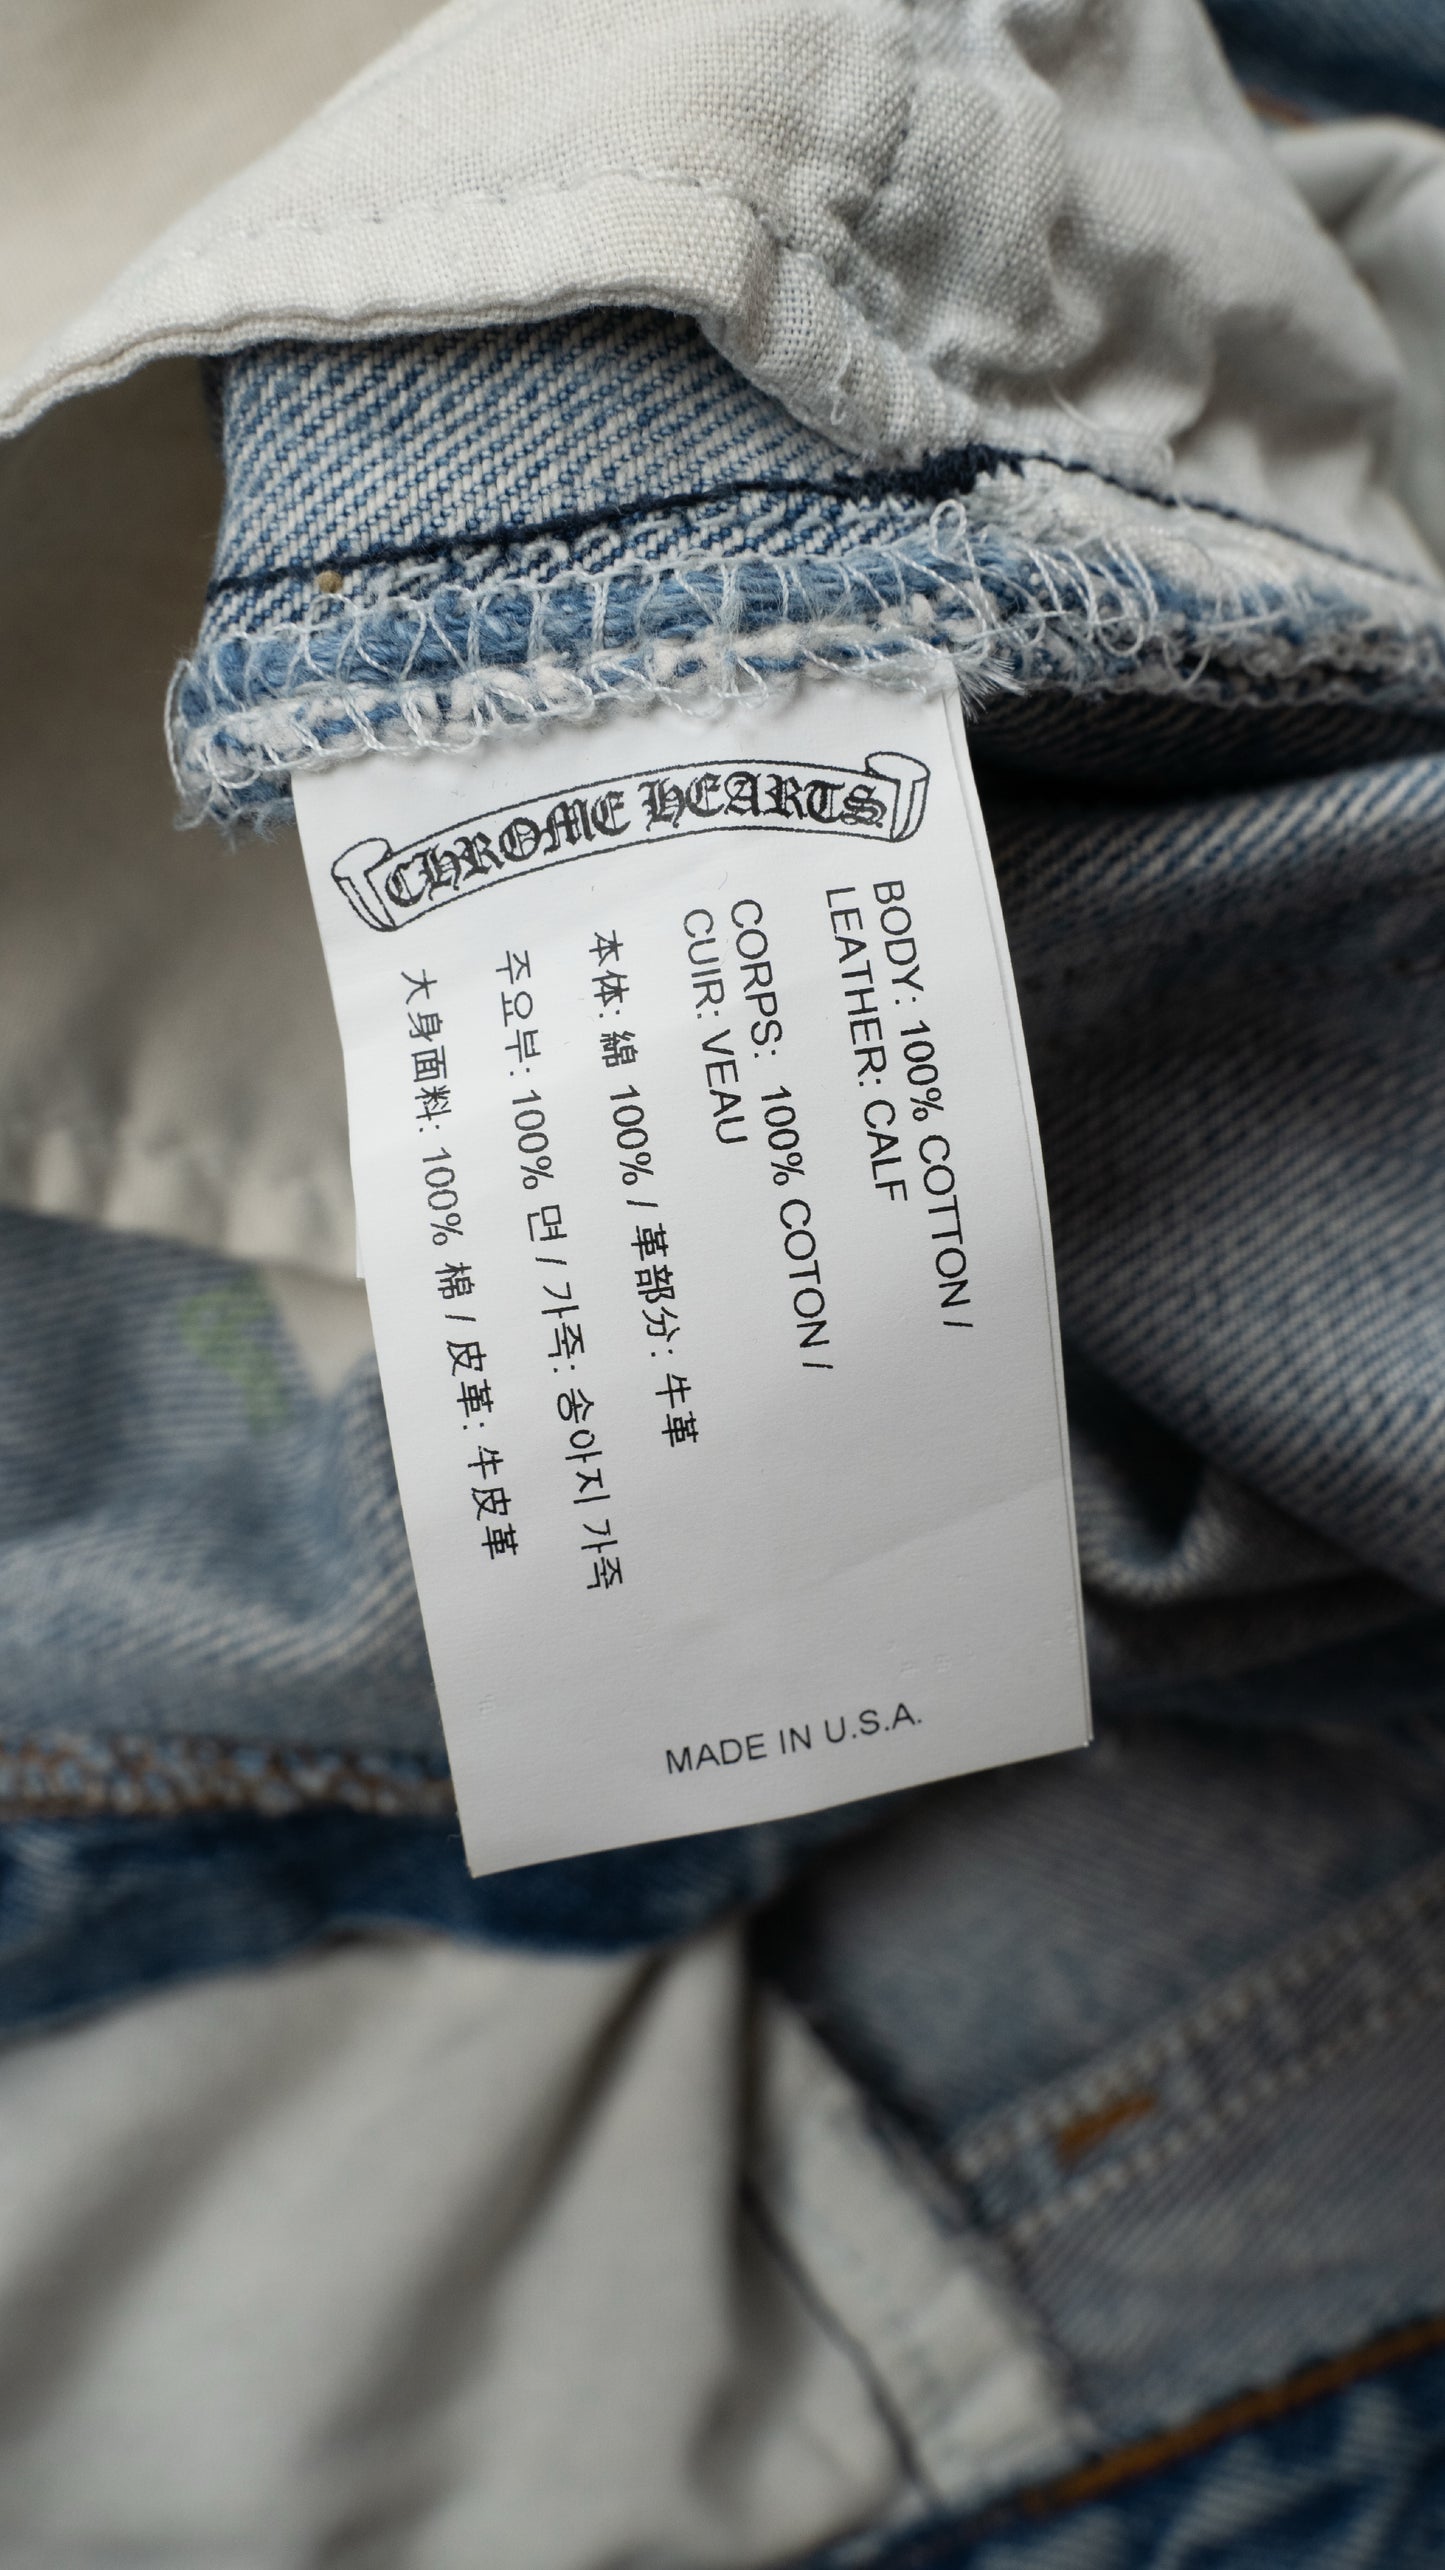 CHROME HEARTS
BODY: 100% COTTON /
LEATHER: CALF
CORPS: 100% COTON /
CUIR: VEAU
本体: 綿 100% / 革部分: 牛革
주요부: 100% 면 / 가죽: 송아지 가죽
大身面料: 100% 棉 / 皮革: 牛皮革
MADE IN U.S.A.